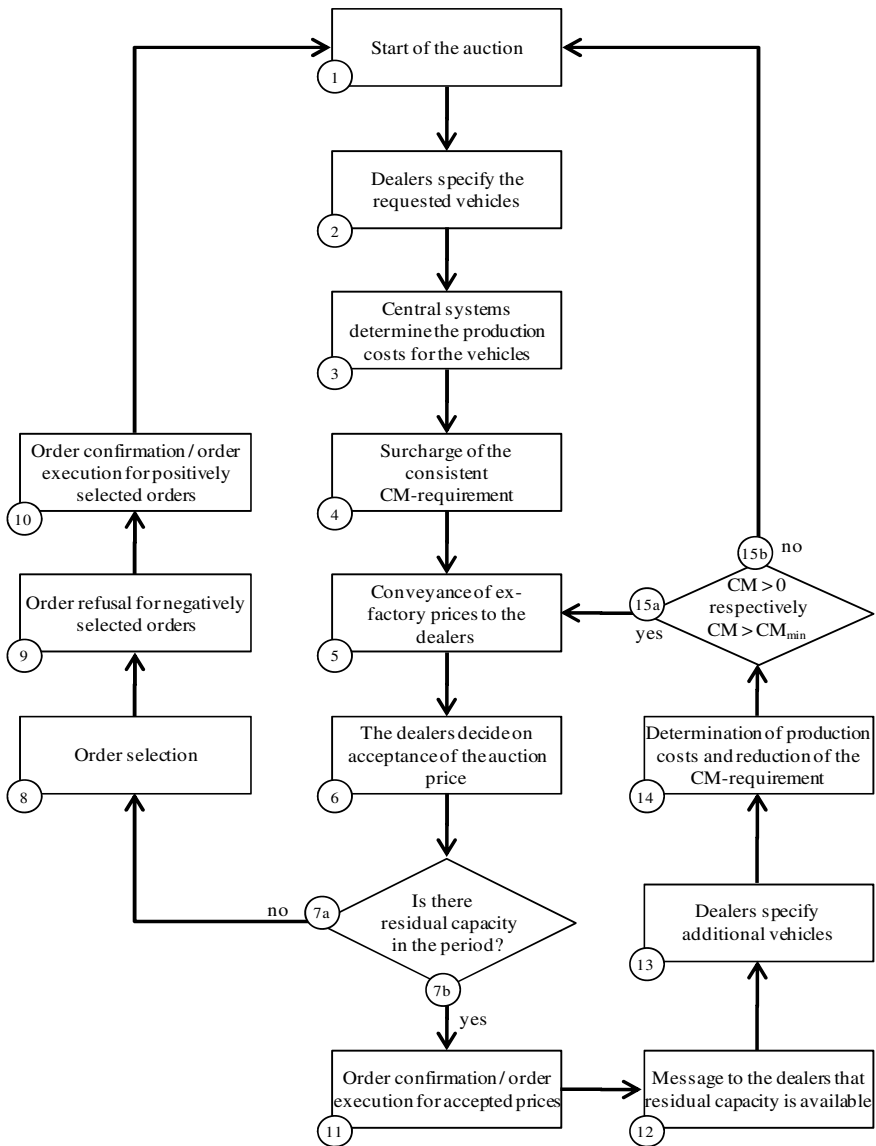 Start of the auction
1
Dealers specify the
requested vehicles
2
Central systems
determine the production
costs for the vehicles
3
Surcharge of the
consistent
CM-requirement
4
Conveyance of ex-
factory prices to the
dealers
5
The dealers decide on
acceptance of the auction
price
6
Is there
residual capacity
in the period?
no
7a
7b
yes
Order selection
8
Order refusal for negatively
selected orders
9
Order confirmation / order
execution for positively
selected orders
10
Order confirmation / order
execution for accepted prices
11
Message to the dealers that
residual capacity is available
12
Dealers specify
additional vehicles
13
Determination of production
costs and reduction of the
CM-requirement
14
CM > 0
respectively
CM > CMmin
15a
yes
15b
no